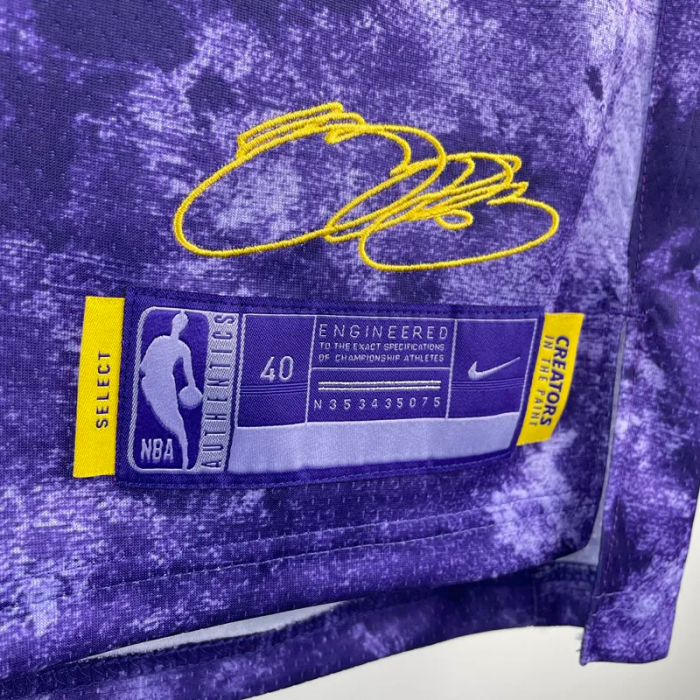 SELECT
NBA
AUTHENTICS
40
ENGINEERED
TO THE EXACT SPECIFICATIONS
OF CHAMPIONSHIP ATHLETES
N353435075
CREATORS
IN THE PAINT